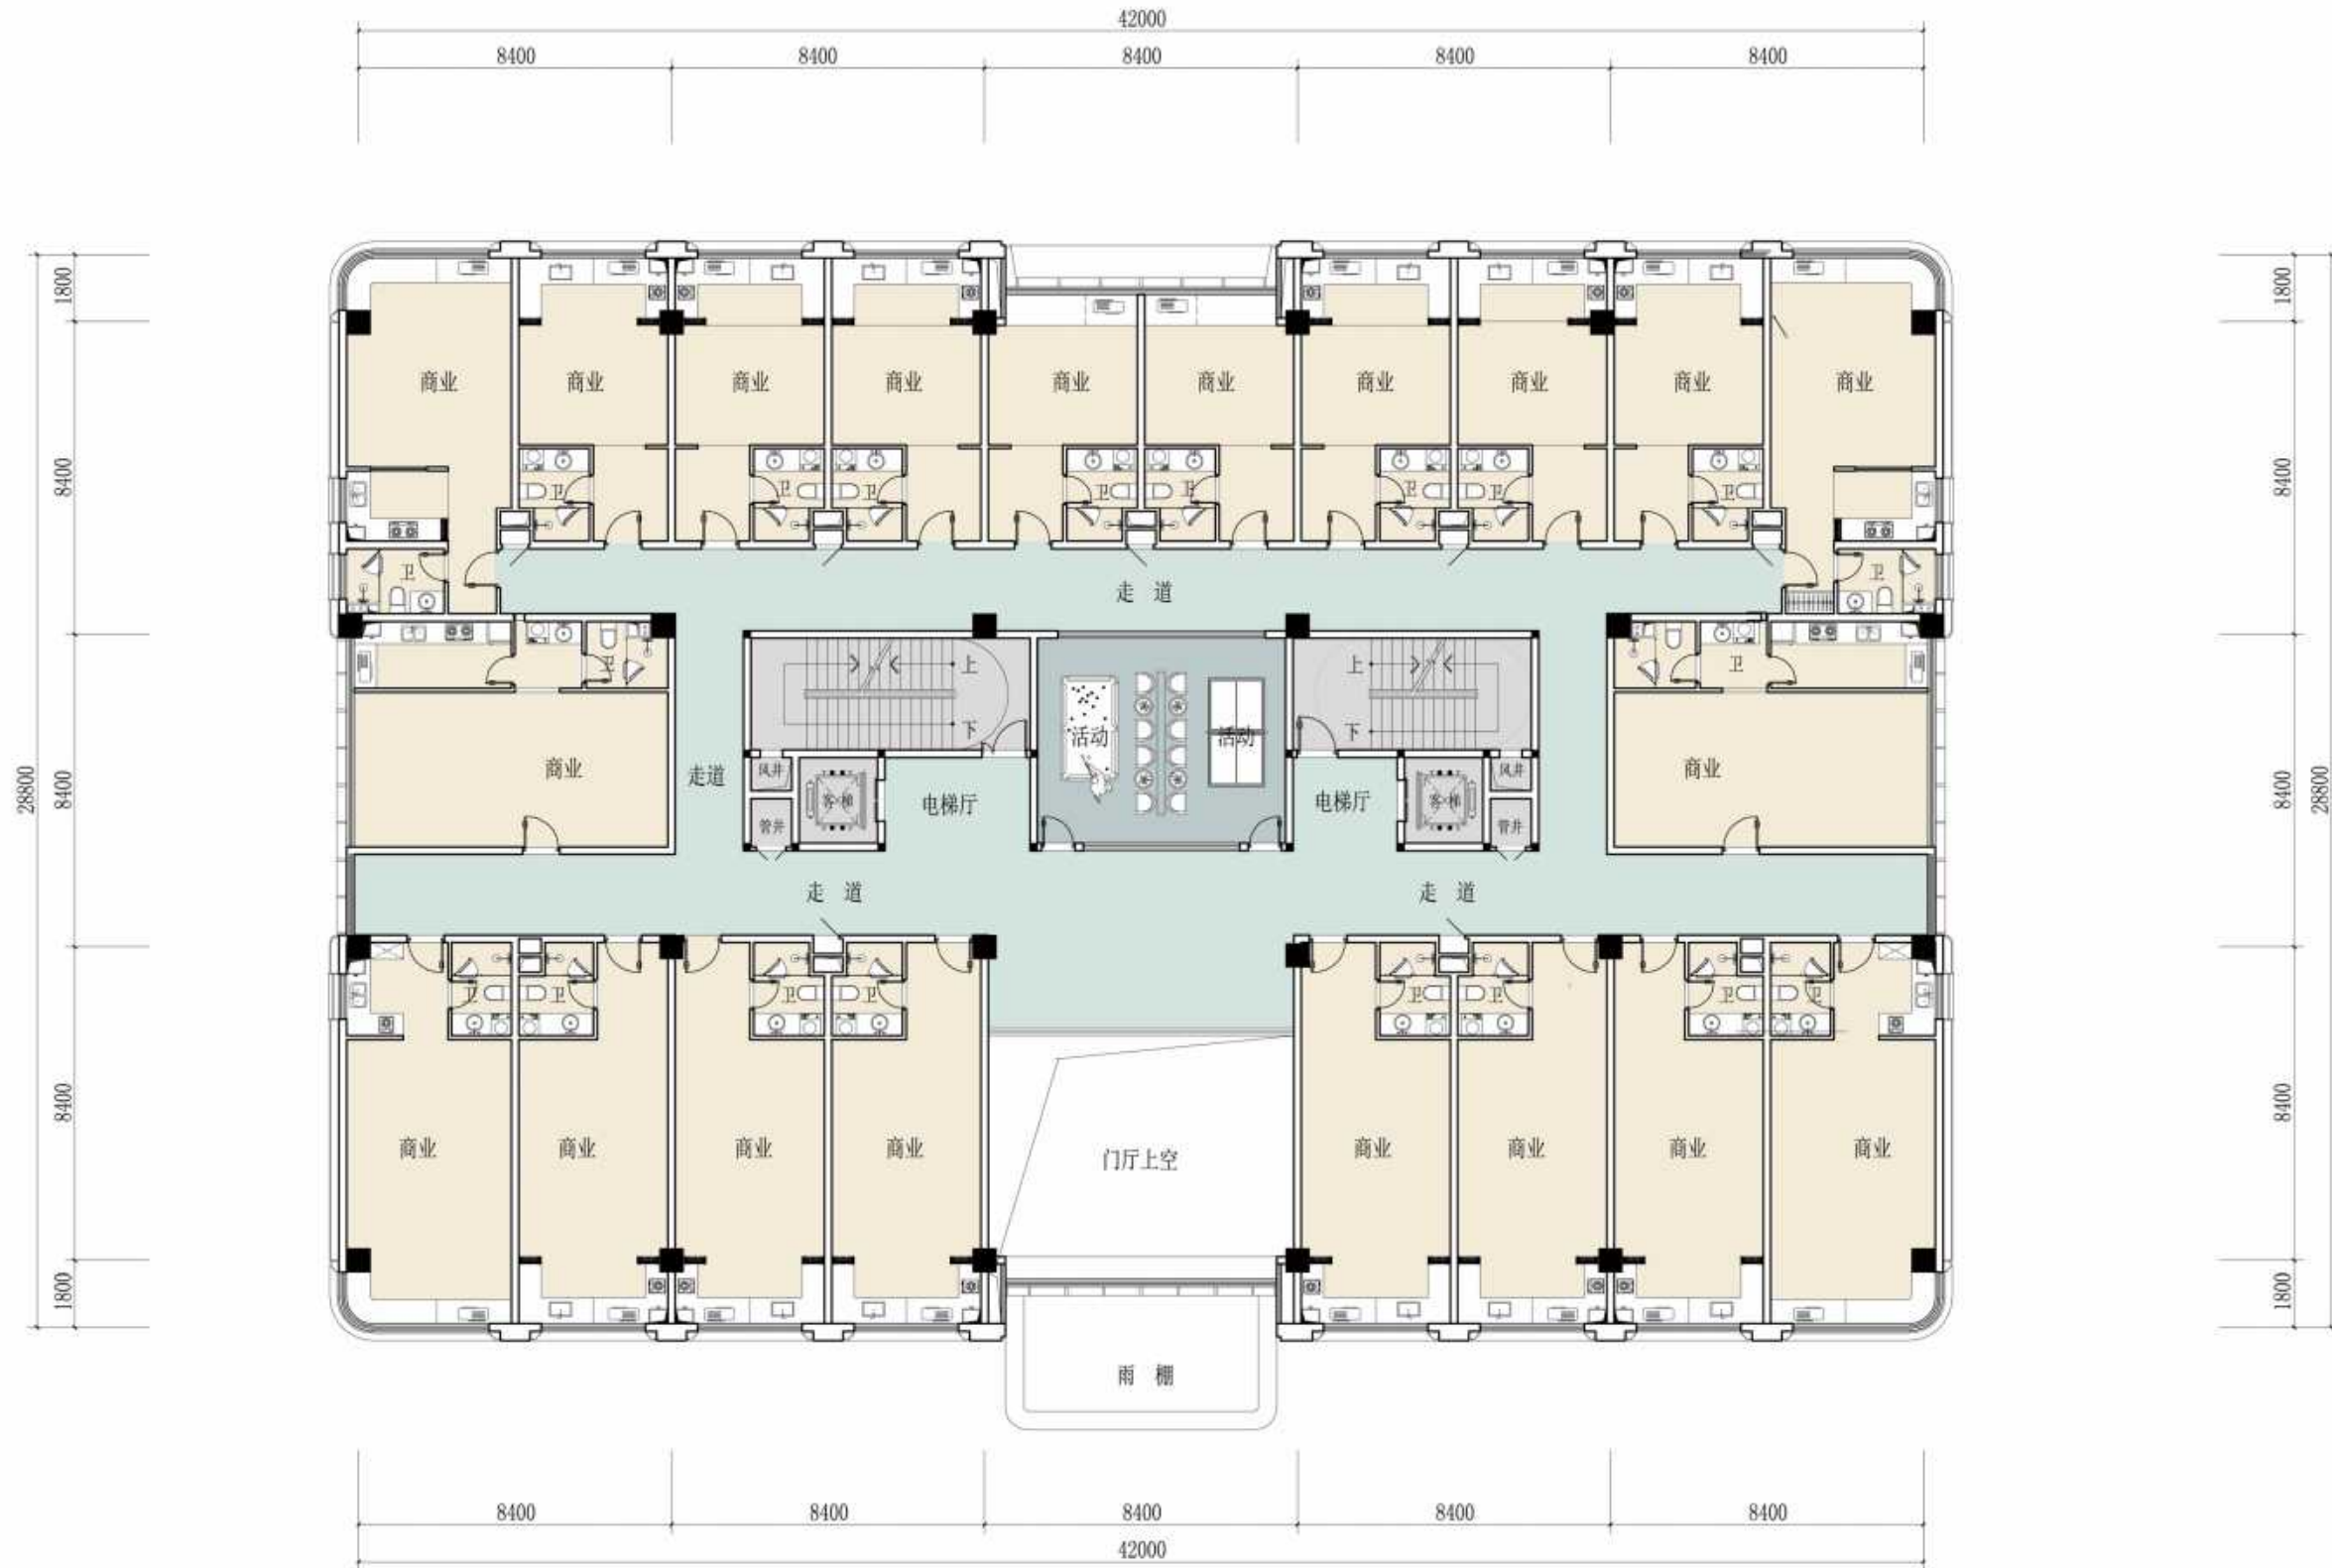 42000
8400 8400 8400 8400 8400
1800 1800
商业 商业 商业 商业 商业 商业 商业 商业 商业 商业
8400 8400
卫 卫 卫 卫 卫 卫 卫 卫
卫 走 道 卫
卫 上 上 卫
下 活动 活动 下
商业 走道 风井 客梯 电梯厅 电梯厅 客梯 风井 商业
28800 8400 8400 28800
管井 管井
走 道 走 道
卫 卫 卫 卫 卫 卫 卫 卫
8400 8400
商业 商业 商业 商业 门厅上空 商业 商业 商业 商业
1800 1800
雨 棚
8400 8400 8400 8400 8400
42000